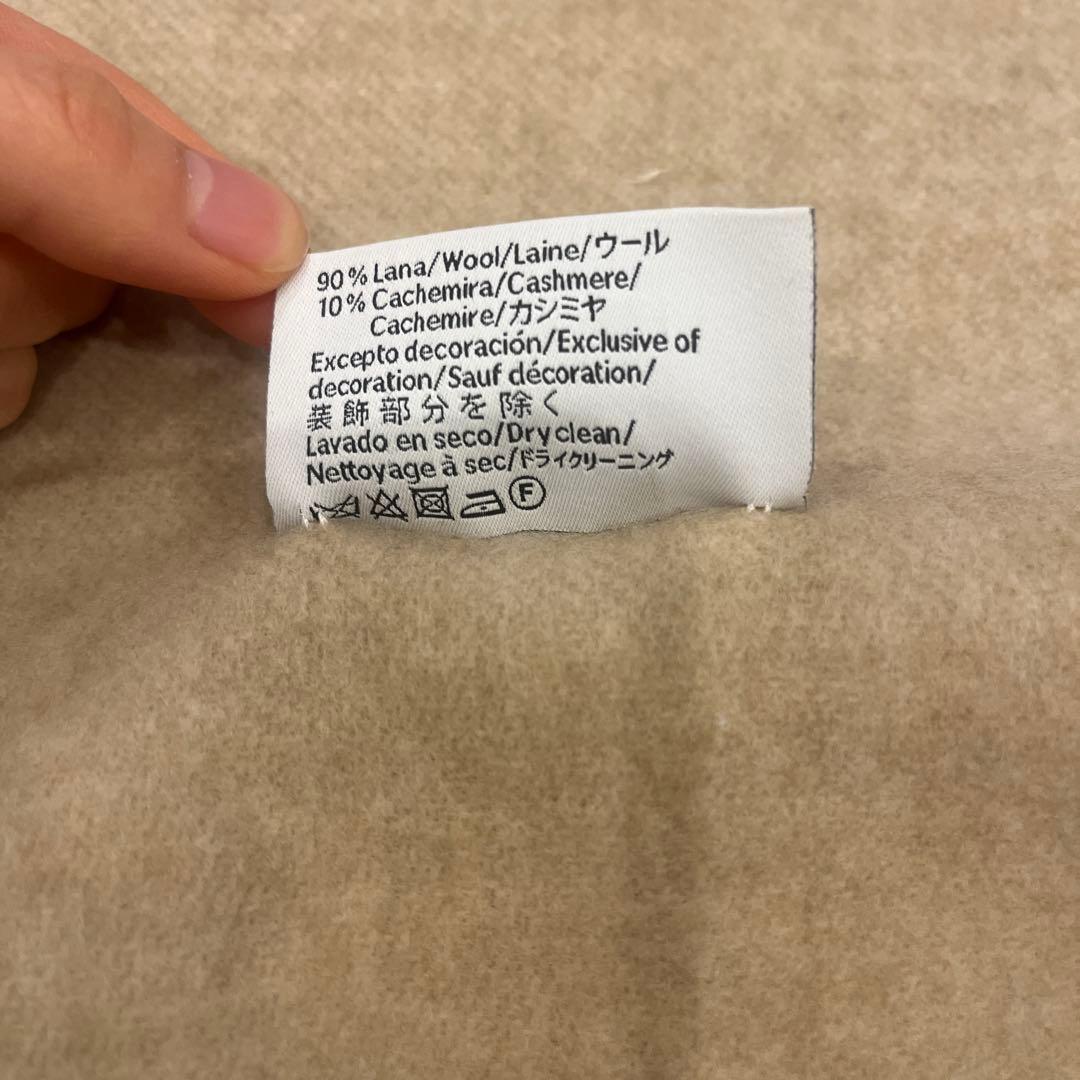 90% Lana/Wool/Laine/ウール
10% Cachemira/Cashmere/
Cachemire/カシミヤ
Excepto decoración/Exclusive of
decoration/Sauf décoration/
装飾部分を除く
Lavado en seco/Dry clean/
Nettoyage à sec/ドライクリーニング
F